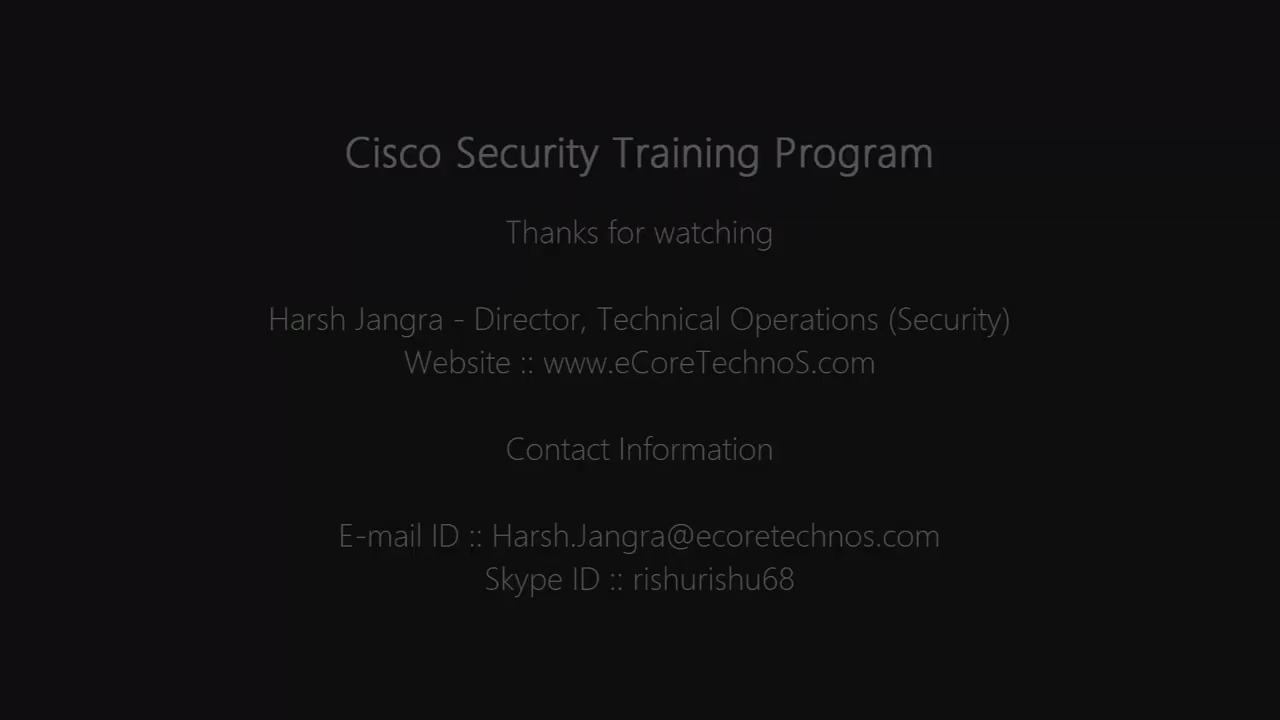 Cisco Security Training Program
Thanks for watching
Harsh Jangra - Director, Technical Operations (Security)
Website :: www.eCoreTechnoS.com
Contact Information
E-mail ID :: Harsh.Jangra@ecoretechnos.com
Skype ID :: rishurishu68